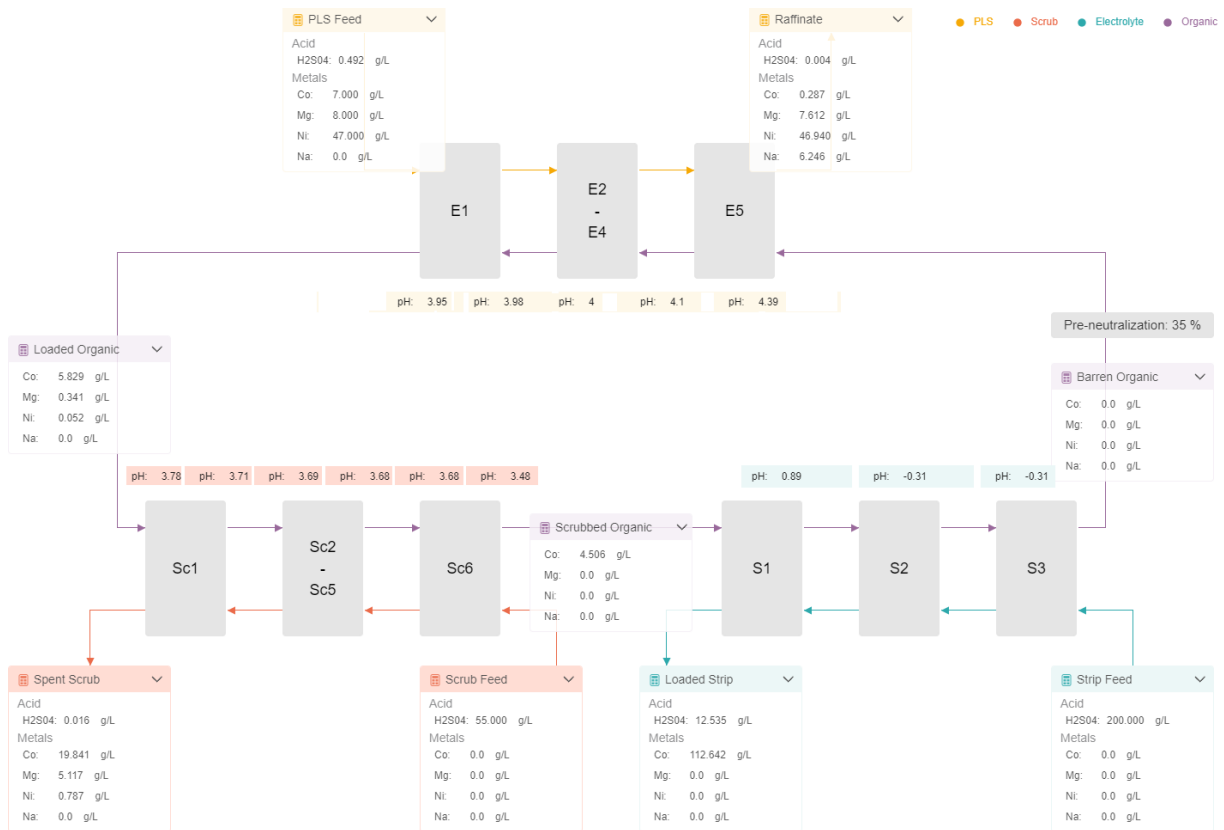 PLS Feed
Acid
H2S04: 0.492 g/L
Metals
Co: 7.000 g/L
Mg: 8.000 g/L
Ni: 47.000 g/L
Na: 0.0 g/L
Raffinate
Acid
H2S04: 0.004 g/L
Metals
Co: 0.287 g/L
Mg: 7.612 g/L
Ni: 46.940 g/L
Na: 6.246 g/L
PLS Scrub Electrolyte Organic
E1
E2
-
E4
E5
pH: 3.95 pH: 3.98 pH: 4 pH: 4.1 pH: 4.39
Pre-neutralization: 35 %
Loaded Organic
Co: 5.829 g/L
Mg: 0.341 g/L
Ni: 0.052 g/L
Na: 0.0 g/L
Barren Organic
Co: 0.0 g/L
Mg: 0.0 g/L
Ni: 0.0 g/L
Na: 0.0 g/L
pH: 3.78 pH: 3.71 pH: 3.69 pH: 3.68 pH: 3.68 pH: 3.48
pH: 0.89 pH: -0.31 pH: -0.31
Sc1
Sc2
-
Sc5
Sc6
Scrubbed Organic
Co: 4.506 g/L
Mg: 0.0 g/L
Ni: 0.0 g/L
Na: 0.0 g/L
S1
S2
S3
Spent Scrub
Acid
H2S04: 0.016 g/L
Metals
Co: 19.841 g/L
Mg: 5.117 g/L
Ni: 0.787 g/L
Na: 0.0 g/L
Scrub Feed
Acid
H2S04: 55.000 g/L
Metals
Co: 0.0 g/L
Mg: 0.0 g/L
Ni: 0.0 g/L
Na: 0.0 g/L
Loaded Strip
Acid
H2S04: 12.535 g/L
Metals
Co: 112.642 g/L
Mg: 0.0 g/L
Ni: 0.0 g/L
Na: 0.0 g/L
Strip Feed
Acid
H2S04: 200.000 g/L
Metals
Co: 0.0 g/L
Mg: 0.0 g/L
Ni: 0.0 g/L
Na: 0.0 g/L